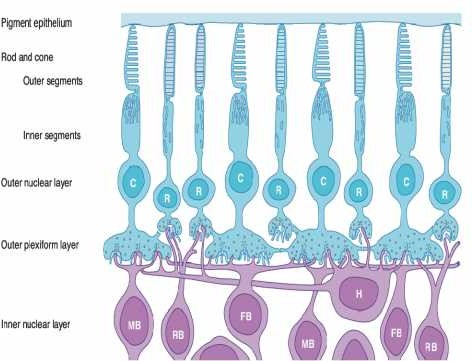 Pigment epithelium
Rod and cone
Outer segments
Inner segments
Outer nuclear layer
C R R C R C R C R
Outer plexiform layer
H
Inner nuclear layer
MB RB FB MB FB RB